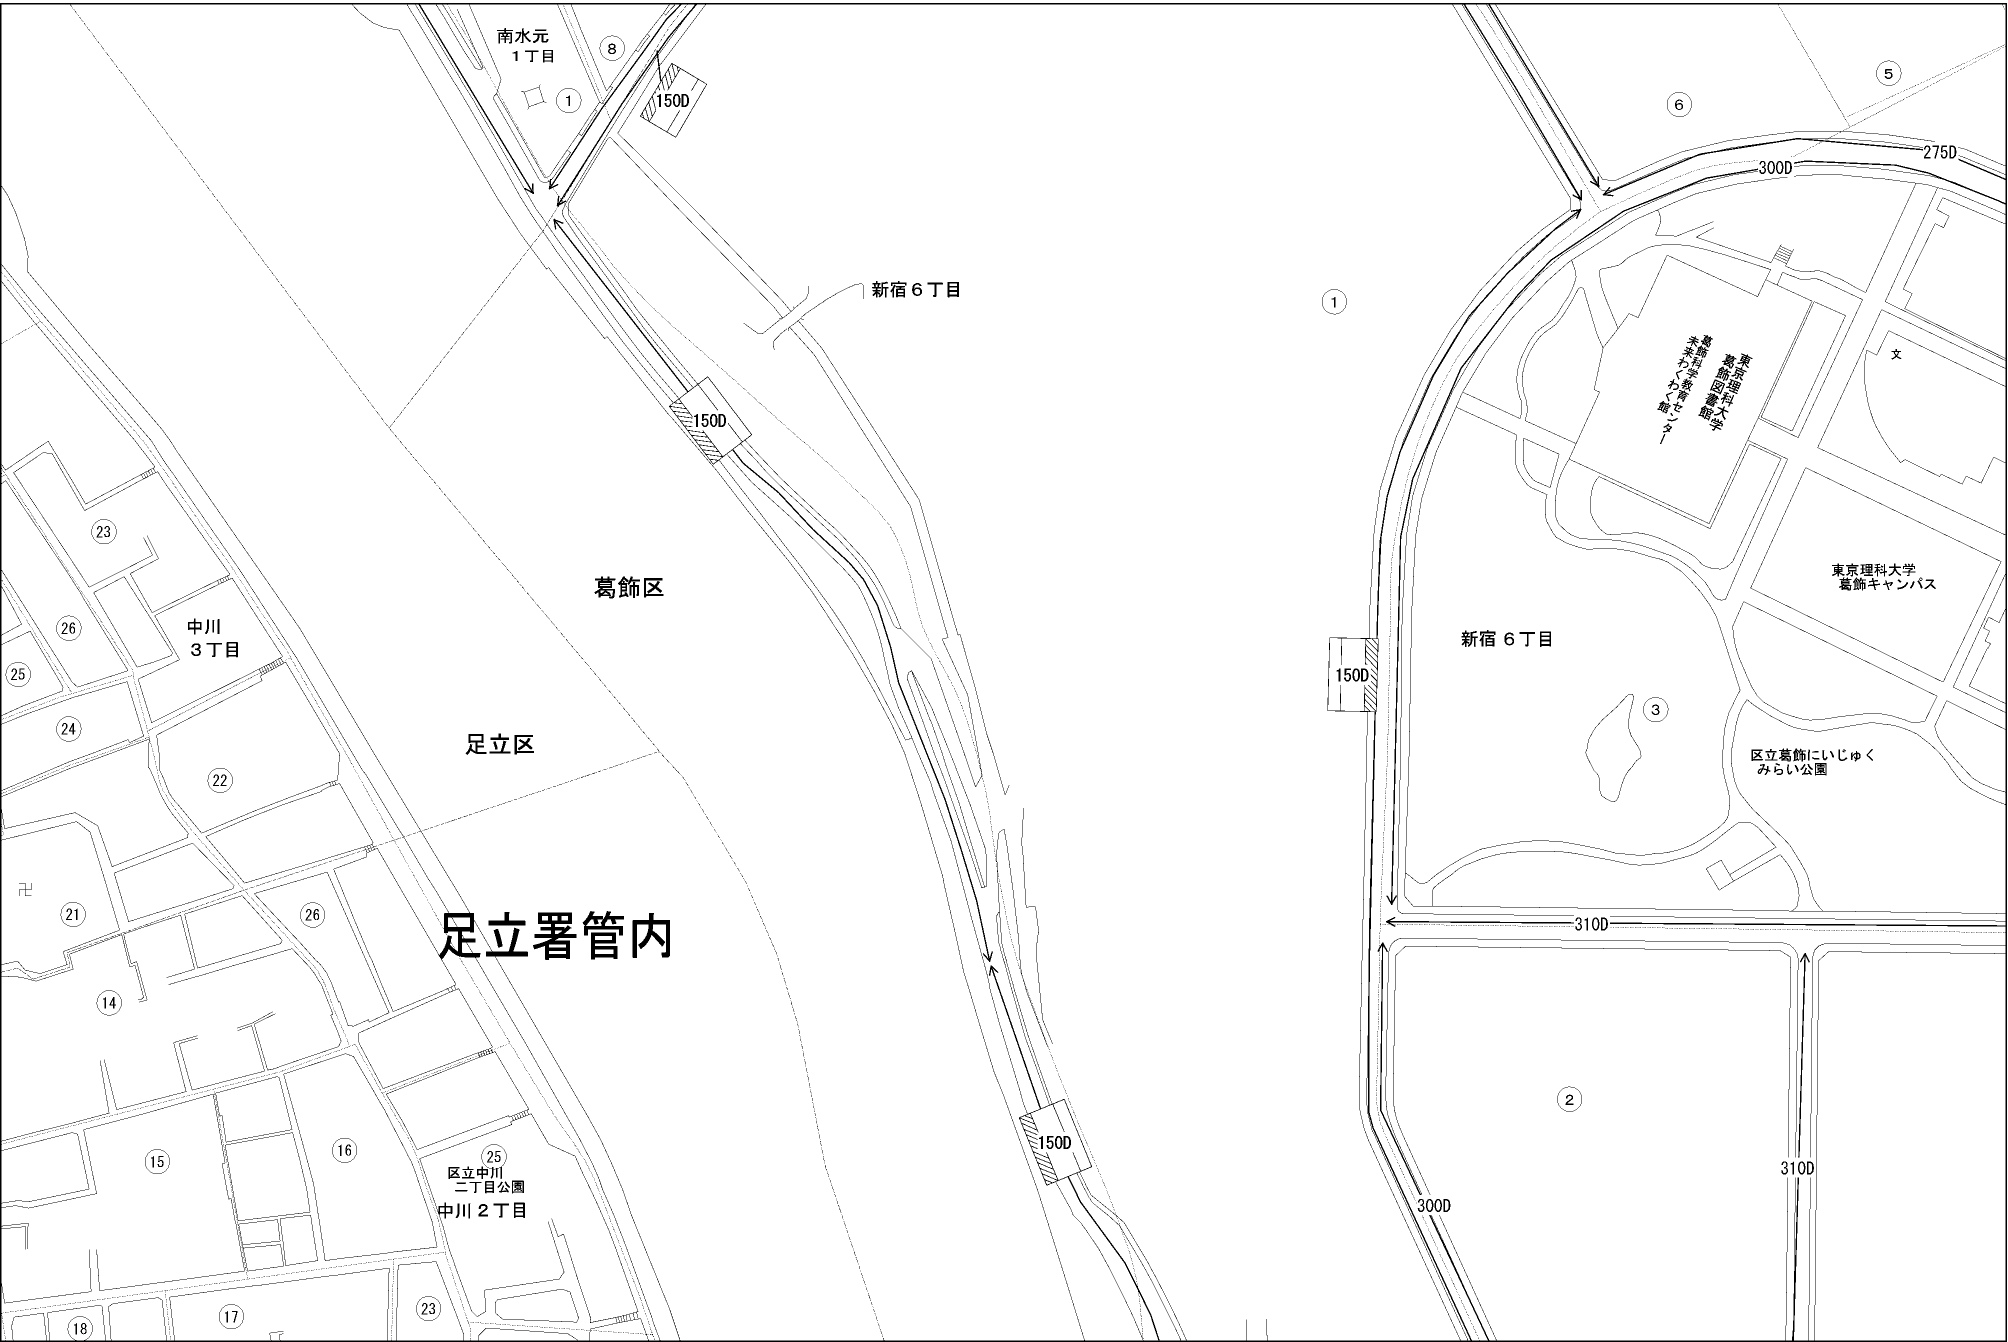 南水元
1丁目
8
1
150D
5
6
275D
300D
新宿6丁目
1
文
東京理科大学
葛飾図書館
葛飾科学教育センター
未来わくわく館
150D
23
東京理科大学
葛飾キャンパス
葛飾区
26
中川
3丁目
新宿6丁目
25
150D
3
24
足立区
区立葛飾にいじゅく
みらい公園
22
卍
21
26
足立署管内
310D
14
2
150D
15
16
25
区立中川
二丁目公園
中川2丁目
310D
300D
23
17
18